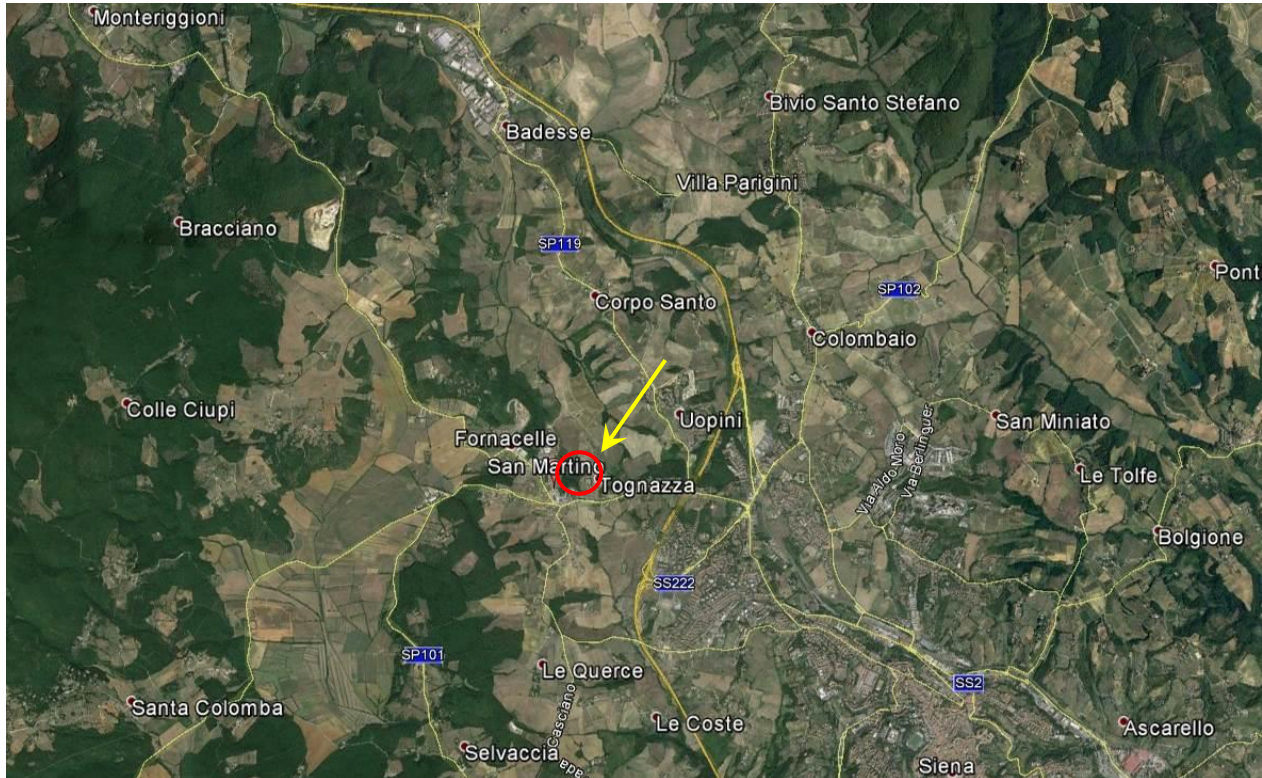 Monteriggioni
Bivio Santo Stefano
Badesse
Villa Parigini
Bracciano
SP119
Pont
SP102
Corpo Santo
Colombaio
Colle Ciupi
Uopini
San Miniato
Fornacelle
Via Aldo Moro
Via Berlinguer
San Martino
Le Tolfe
Tognazza
Bolgione
SS222
SP101
Le Querce
SS2
Santa Colomba
Le Coste
Ascarello
Casciano
Selvaccia
Siena